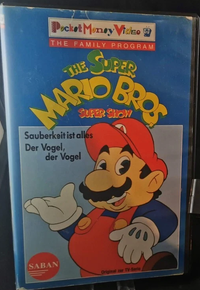 Pocket Money Video
THE FAMILY PROGRAM
THE SUPER
MARIO BROS.
SUPER SHOW
Sauberkeit ist alles
Der Vogel,
der Vogel
SABAN